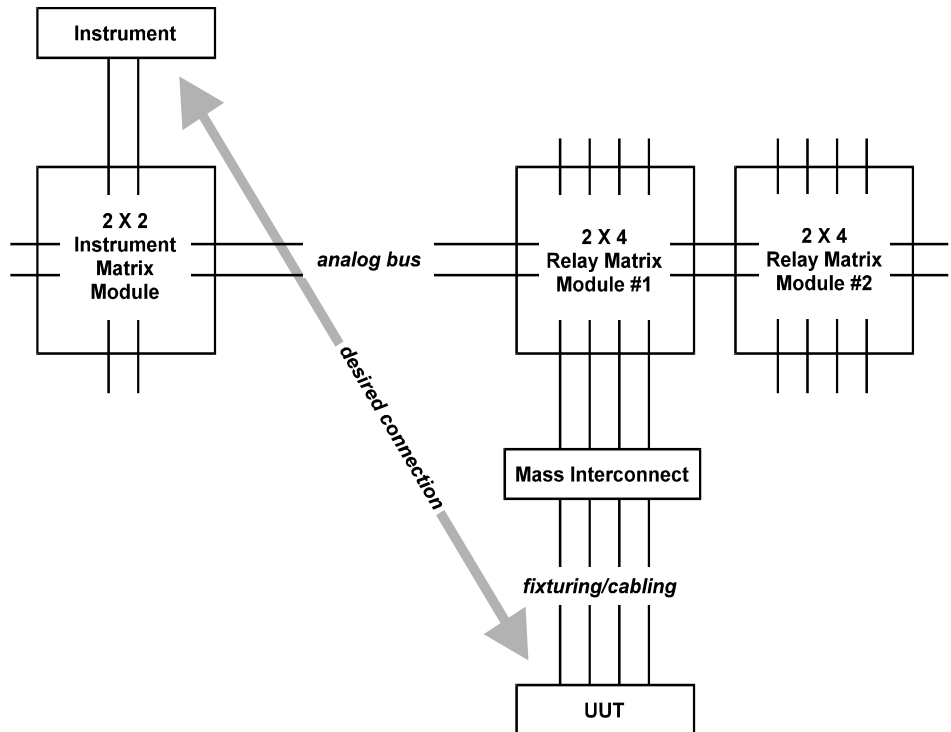 Instrument
2 X 2
Instrument
Matrix
Module
analog bus
2 X 4
Relay Matrix
Module #1
2 X 4
Relay Matrix
Module #2
desired connection
Mass Interconnect
fixturing/cabling
UUT